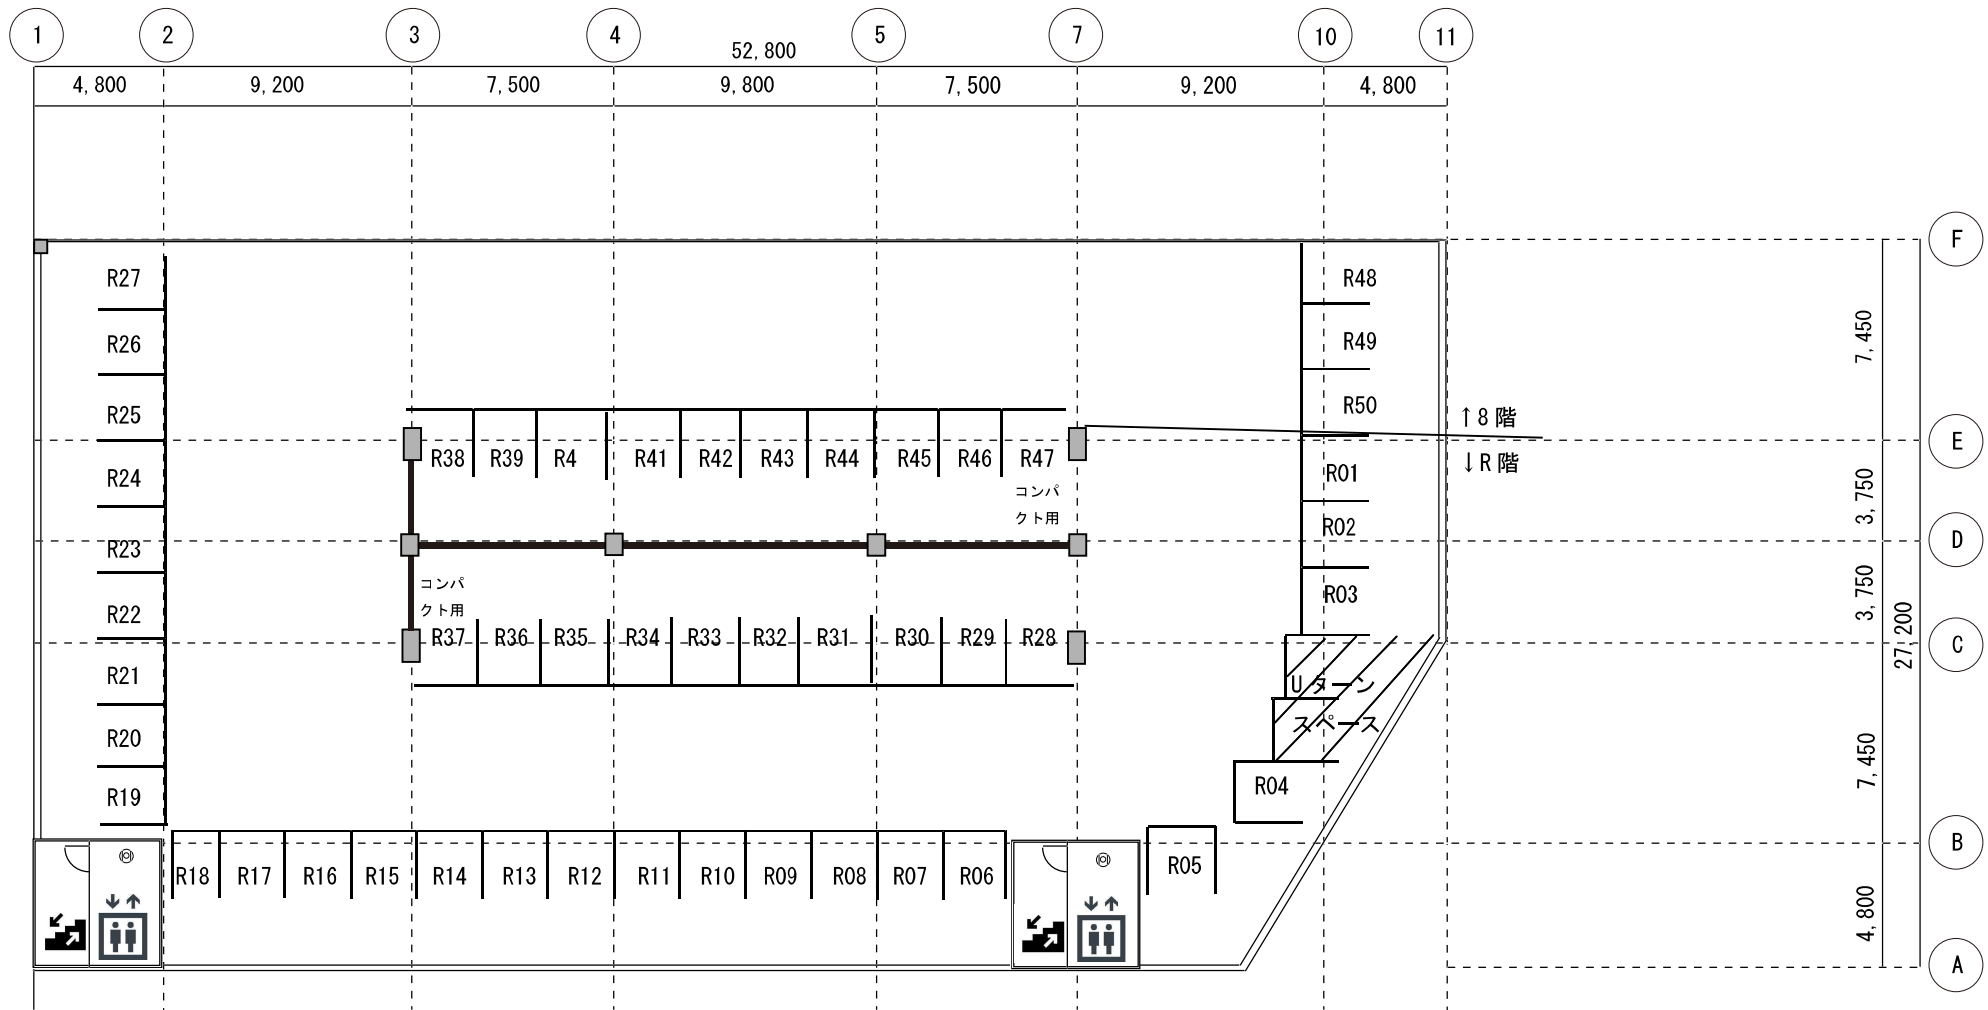 1 2 3 4 5 7 10 11
52,800
4,800 9,200 7,500 9,800 7,500 9,200 4,800
F
R27 R48
7,450
R26 R49
R25 R50
↑8階
E
R38 R39 R4 R41 R42 R43 R44 R45 R46 R47
↓R階
R24 R01
コンパ
クト用
3,750
R23 R02
D
コンパ
クト用
R03
3,750
R22
R37 R36 R35 R34 R33 R32 R31 R30 R29 R28
27,200
C
R21
Uターン
スペース
R20
7,450
R19 R04
B
R18 R17 R16 R15 R14 R13 R12 R11 R10 R09 R08 R07 R06 R05
4,800
A